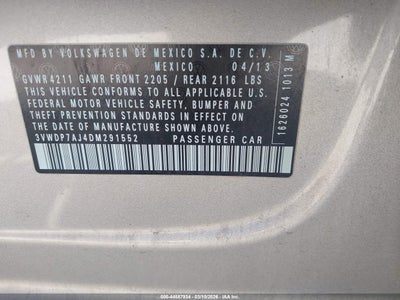 MFD BY VOLKSWAGEN DE MEXICO S.A. DE C.V.
MEXICO 04/13
GVWR 4211 GAWR FRONT 2205 / REAR 2116 LBS
THIS VEHICLE CONFORMS TO ALL APPLICABLE U.S.
FEDERAL MOTOR VEHICLE SAFETY, BUMPER AND
THEFT PREVENTION STANDARDS IN EFFECT ON THE
DATE OF MANUFACTURE SHOWN ABOVE.
3VWDP7AJ4DM291552 PASSENGER CAR
1626024 1013 M
000-44587934 - 03/10/2026 - IAA Inc.